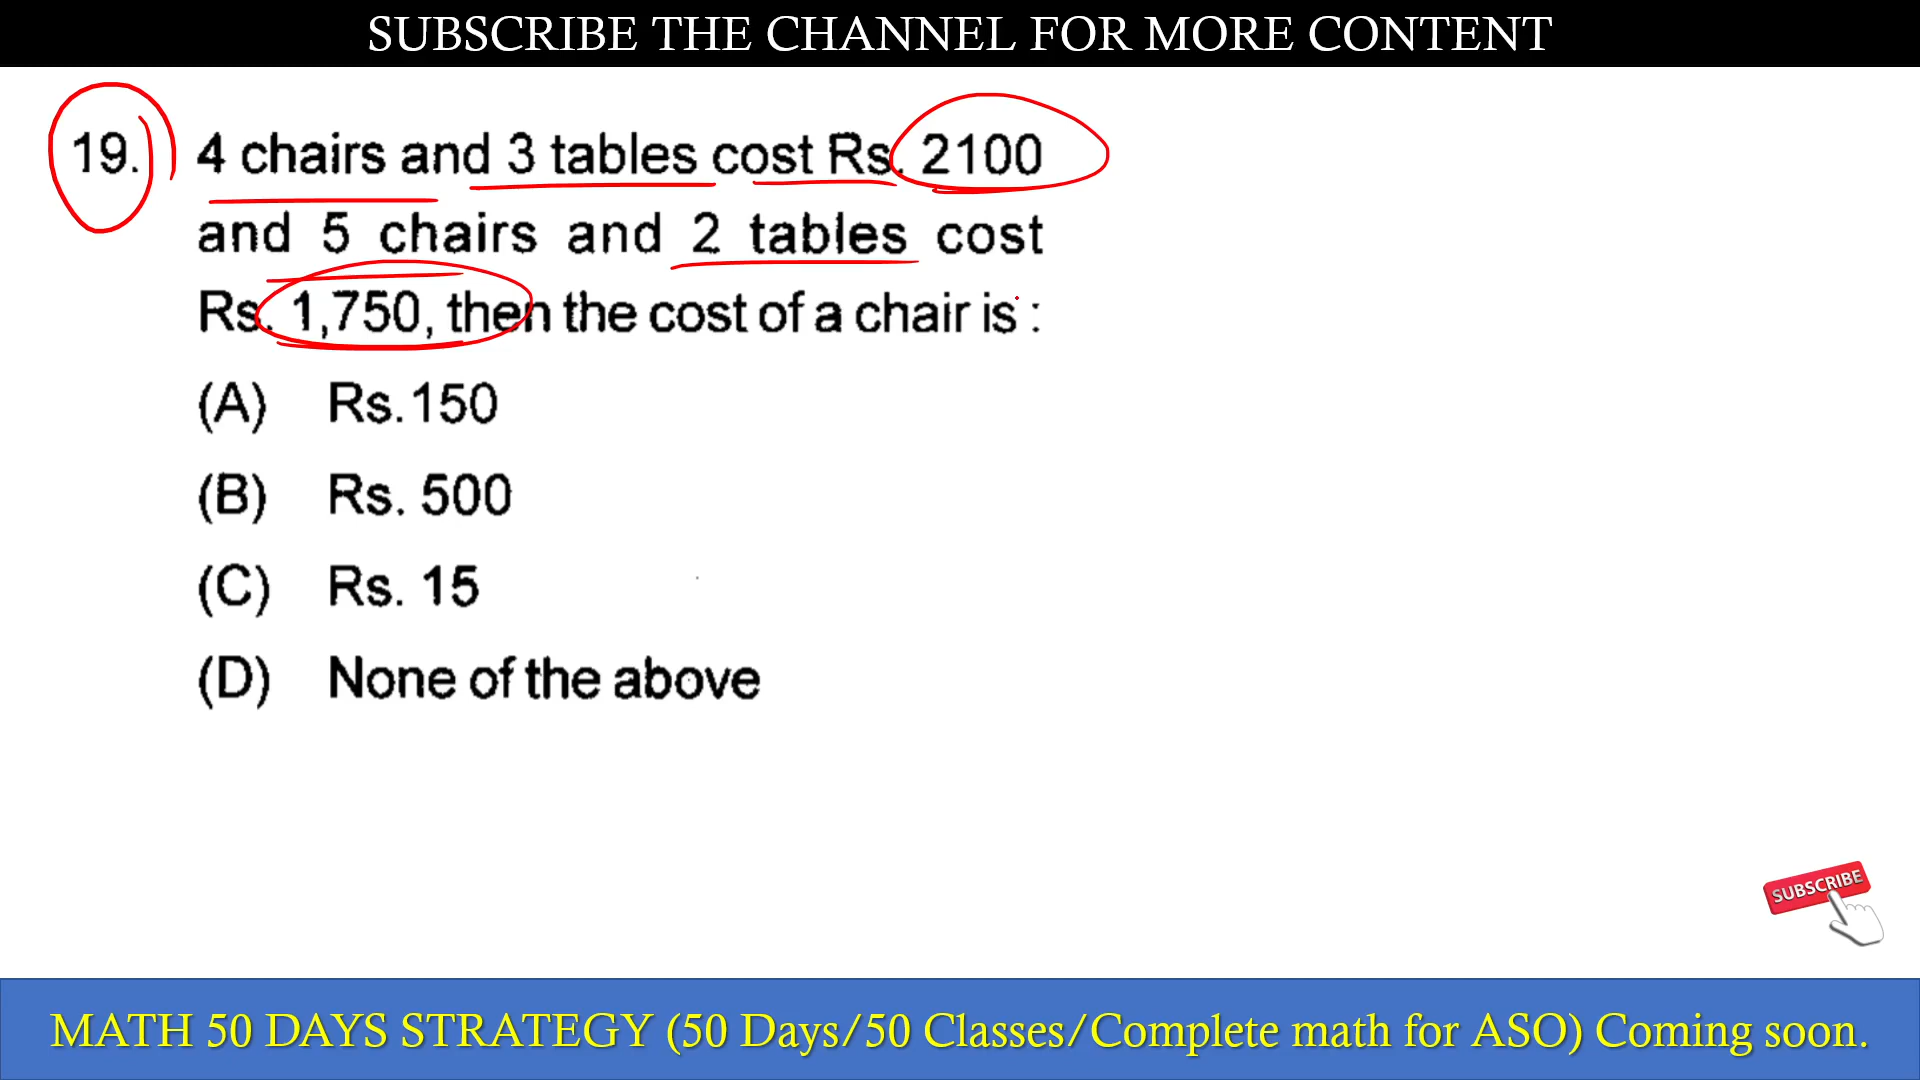 SUBSCRIBE THE CHANNEL FOR MORE CONTENT
19. 4 chairs and 3 tables cost Rs. 2100
and 5 chairs and 2 tables cost
Rs. 1,750, then the cost of a chair is :
(A) Rs.150
(B) Rs. 500
(C) Rs. 15
(D) None of the above
SUBSCRIBE
MATH 50 DAYS STRATEGY (50 Days/50 Classes/Complete math for ASO) Coming soon.